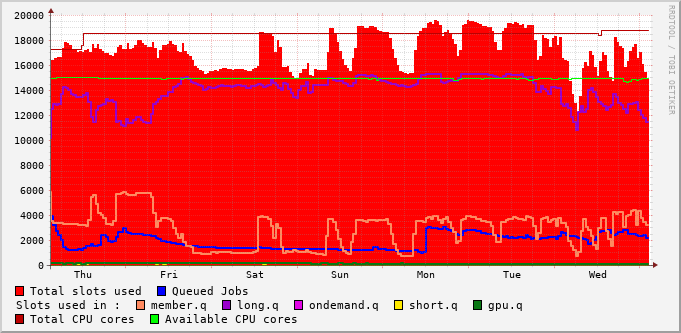 20000
18000
16000
14000
12000
10000
8000
6000
4000
2000
0
Thu Fri Sat Sun Mon Tue Wed
Total slots used Queued Jobs
Slots used in : member.q long.q ondemand.q short.q gpu.q
Total CPU cores Available CPU cores
RRDTOOL / TOBI OETIKER